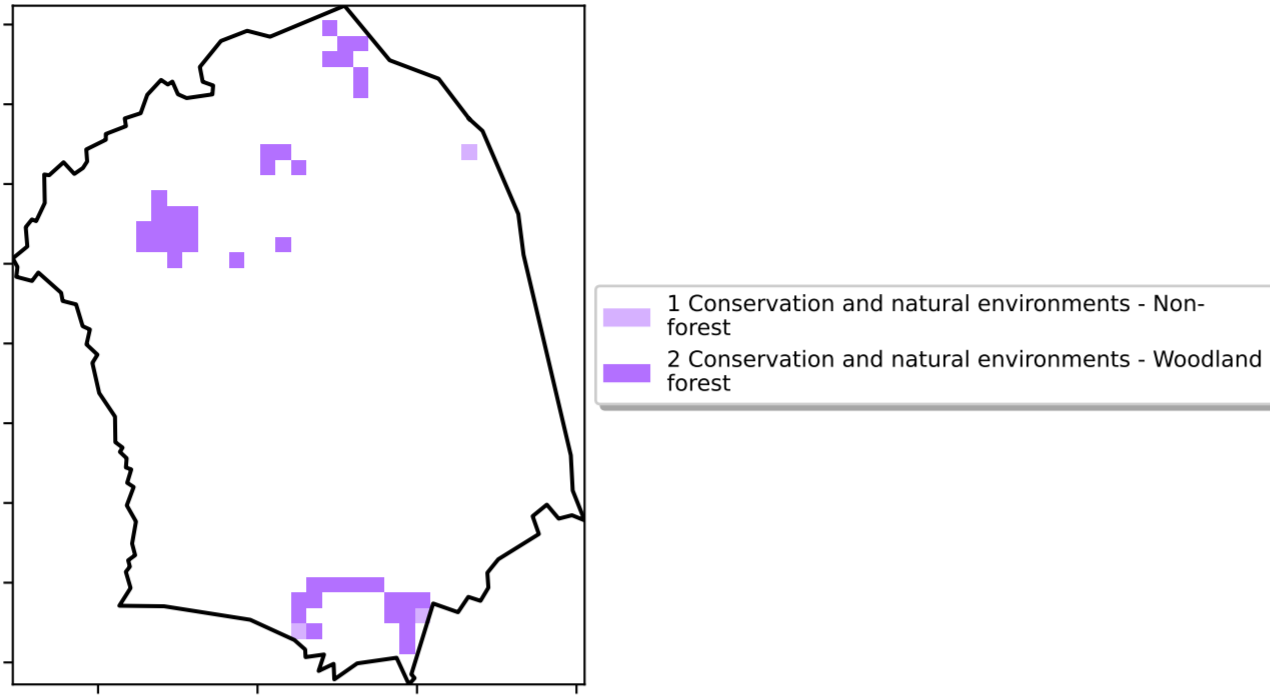 1 Conservation and natural environments - Non-
forest
2 Conservation and natural environments - Woodland
forest